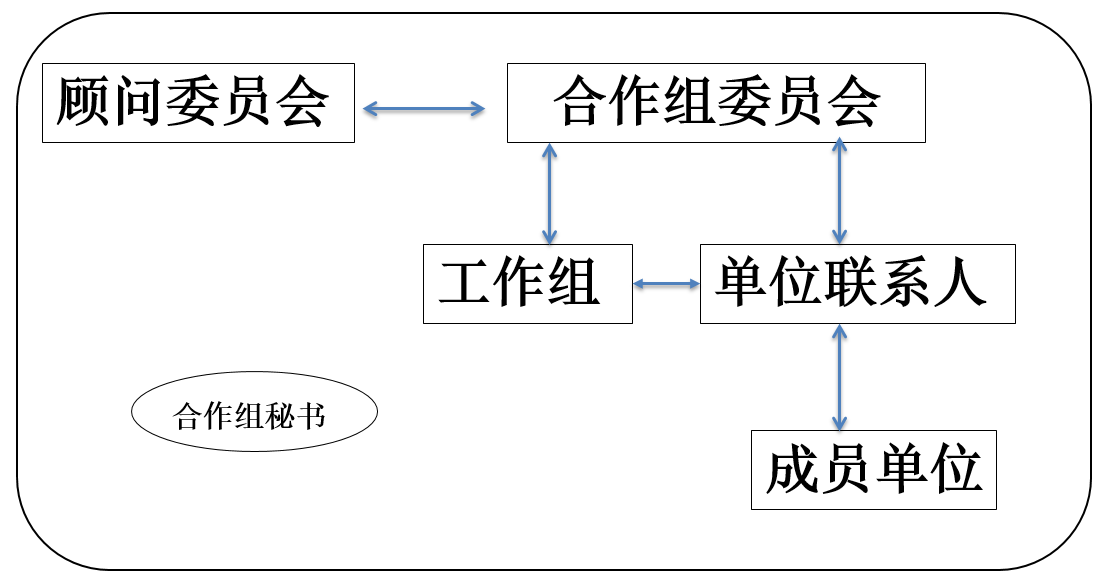 顾问委员会
合作组委员会
工作组
单位联系人
合作组秘书
成员单位